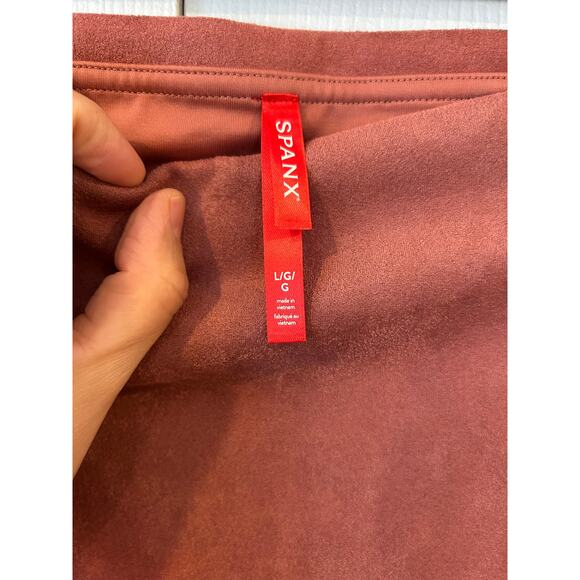 SPANX®
L/G/
G
made in
vietnam
fabriqué au
vietnam